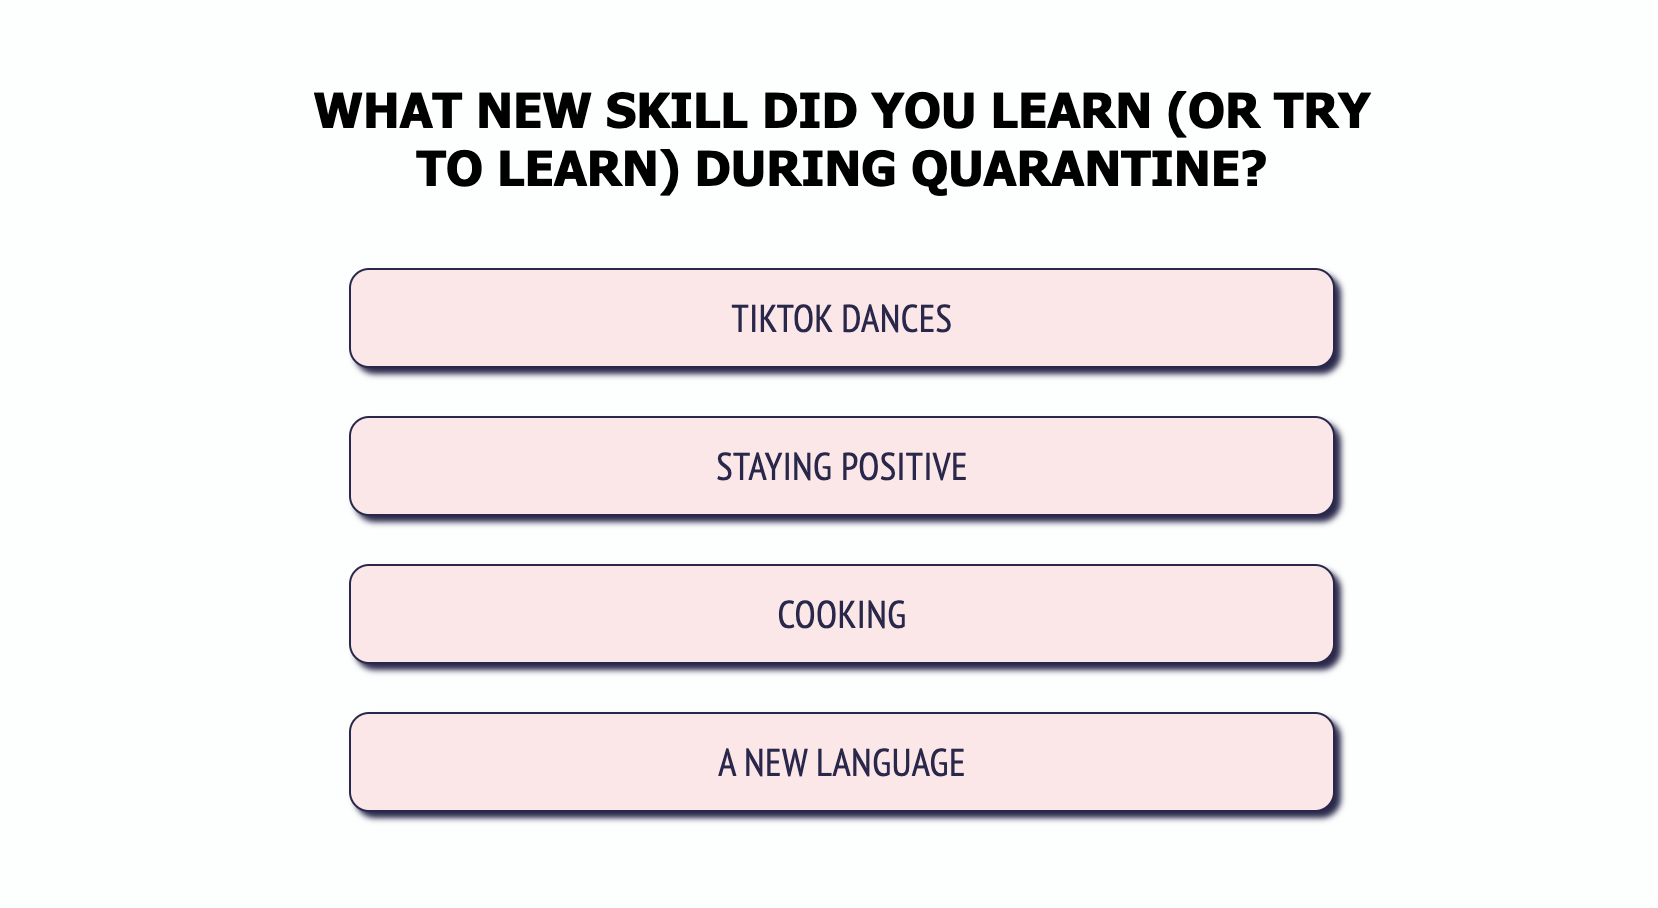 WHAT NEW SKILL DID YOU LEARN (OR TRY
TO LEARN) DURING QUARANTINE?
TIKTOK DANCES
STAYING POSITIVE
COOKING
A NEW LANGUAGE